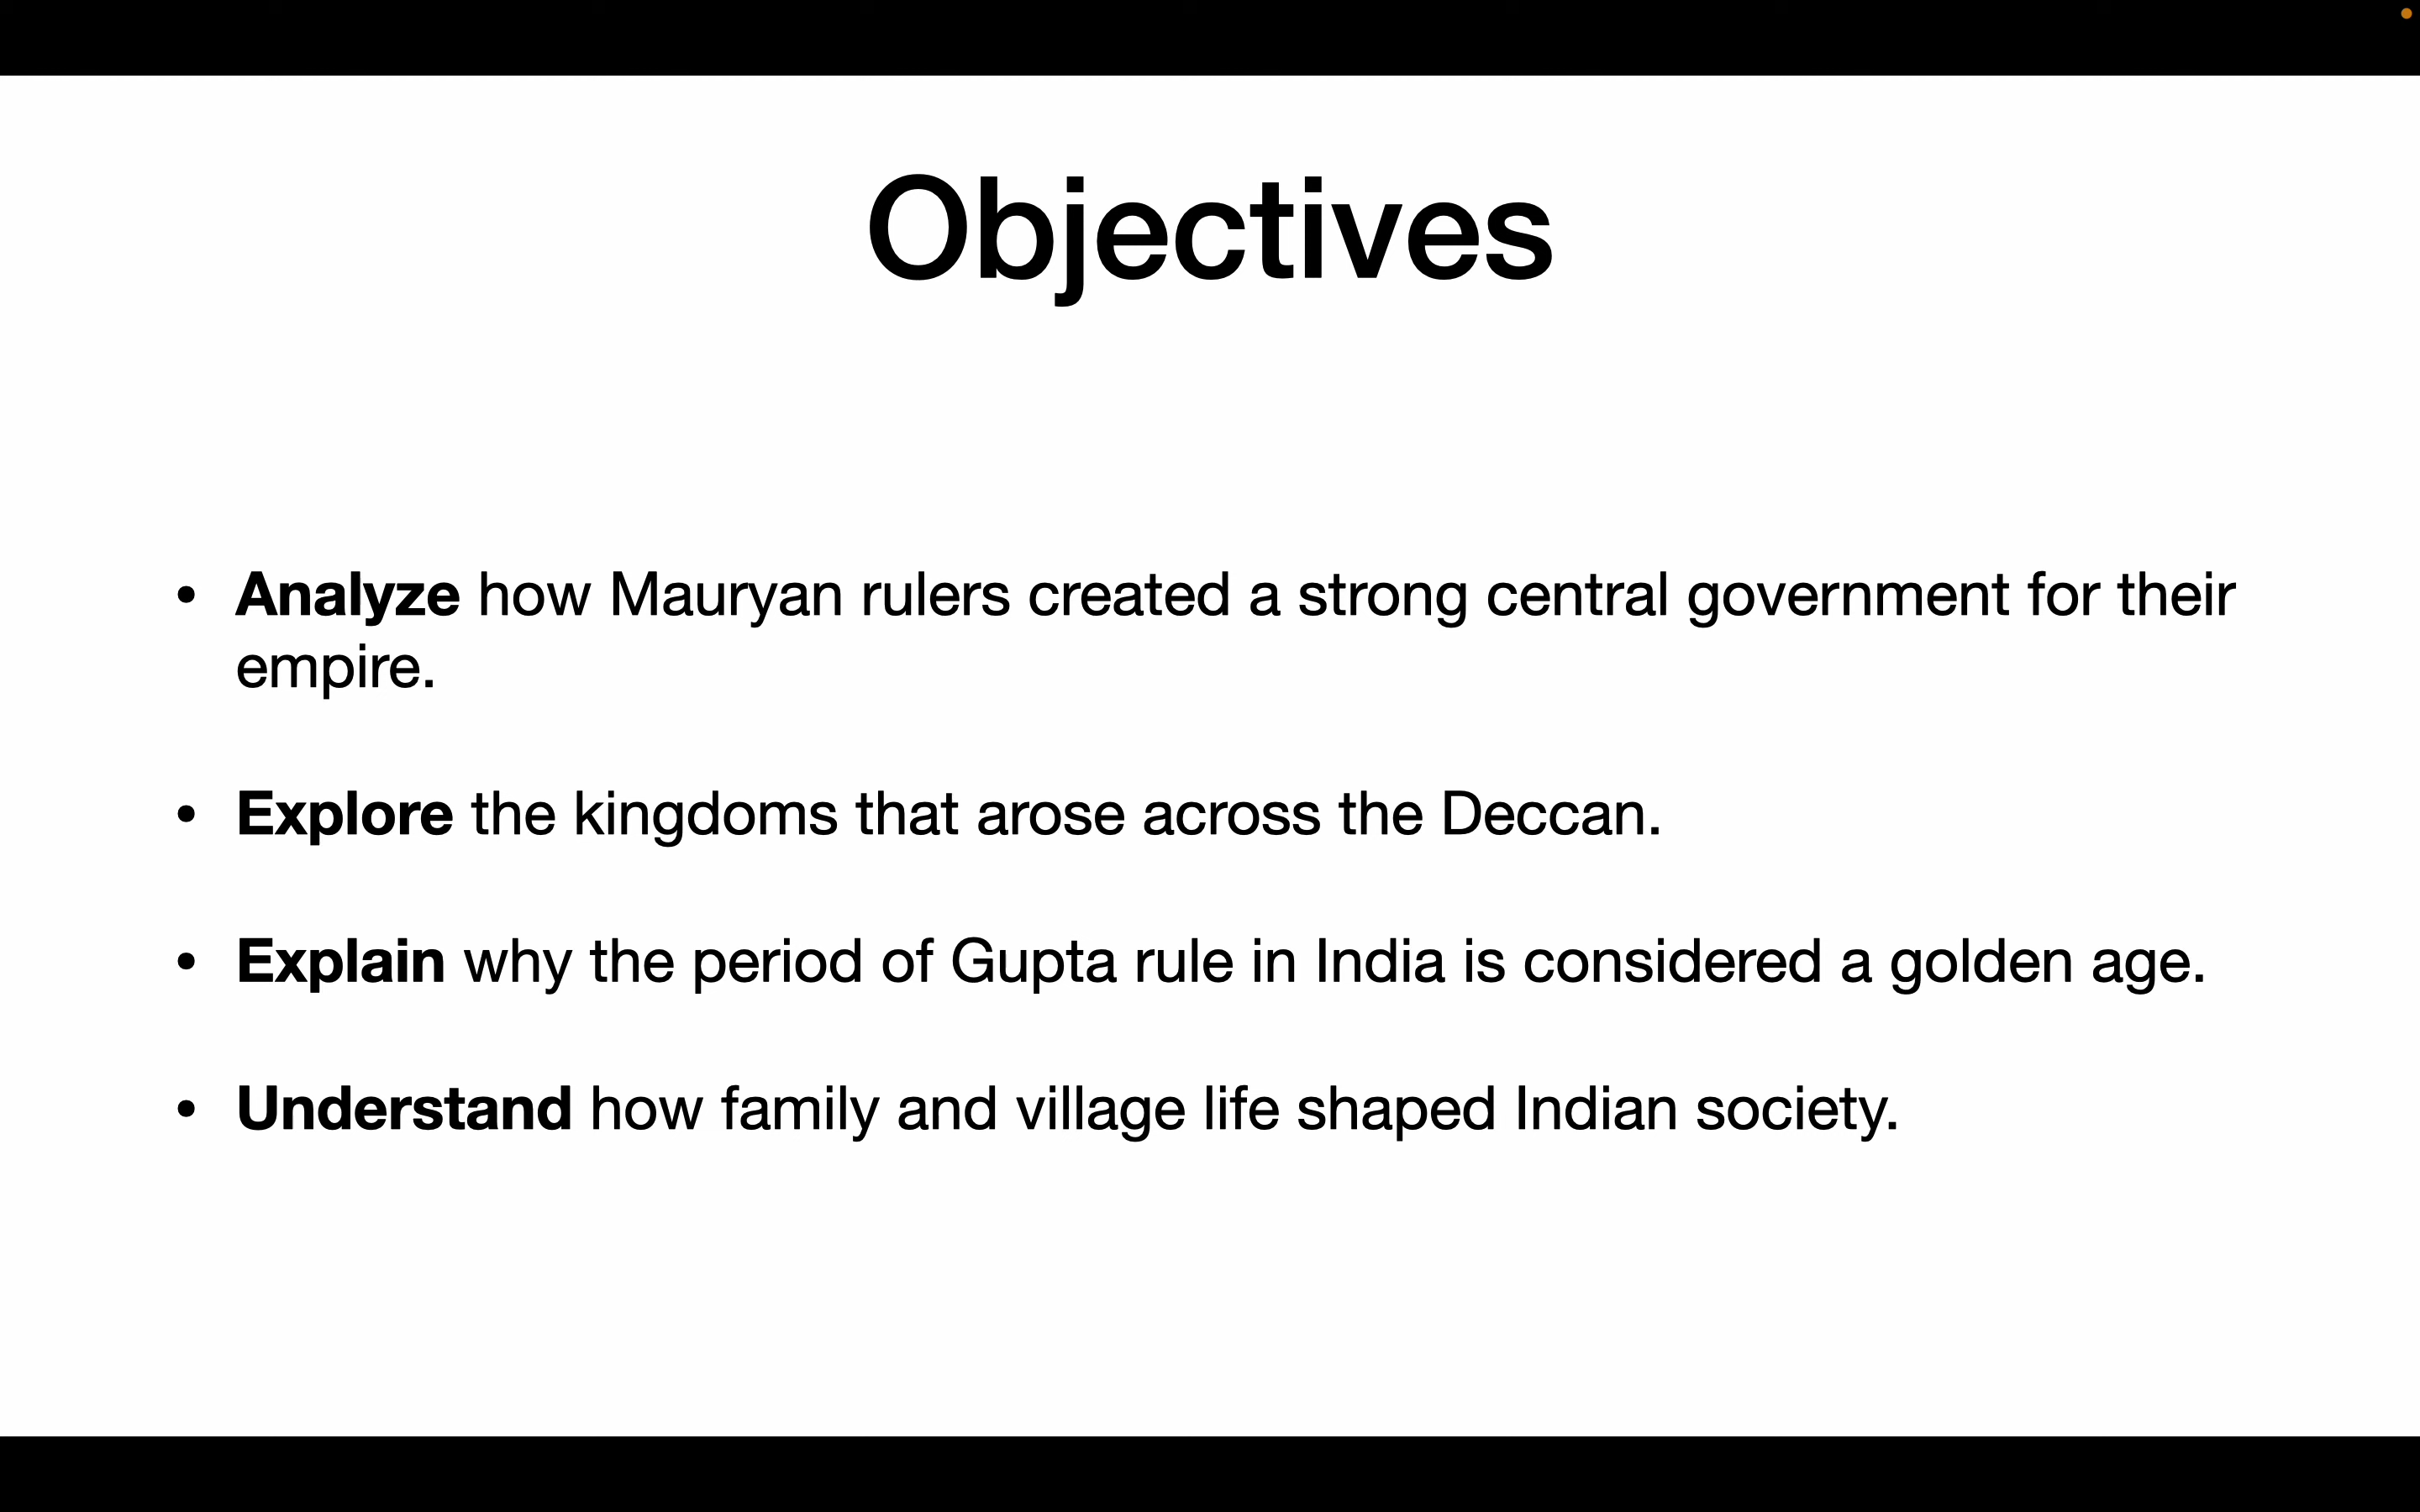 Objectives
• Analyze how Mauryan rulers created a strong central government for their
empire.
• Explore the kingdoms that arose across the Deccan.
• Explain why the period of Gupta rule in India is considered a golden age.
• Understand how family and village life shaped Indian society.